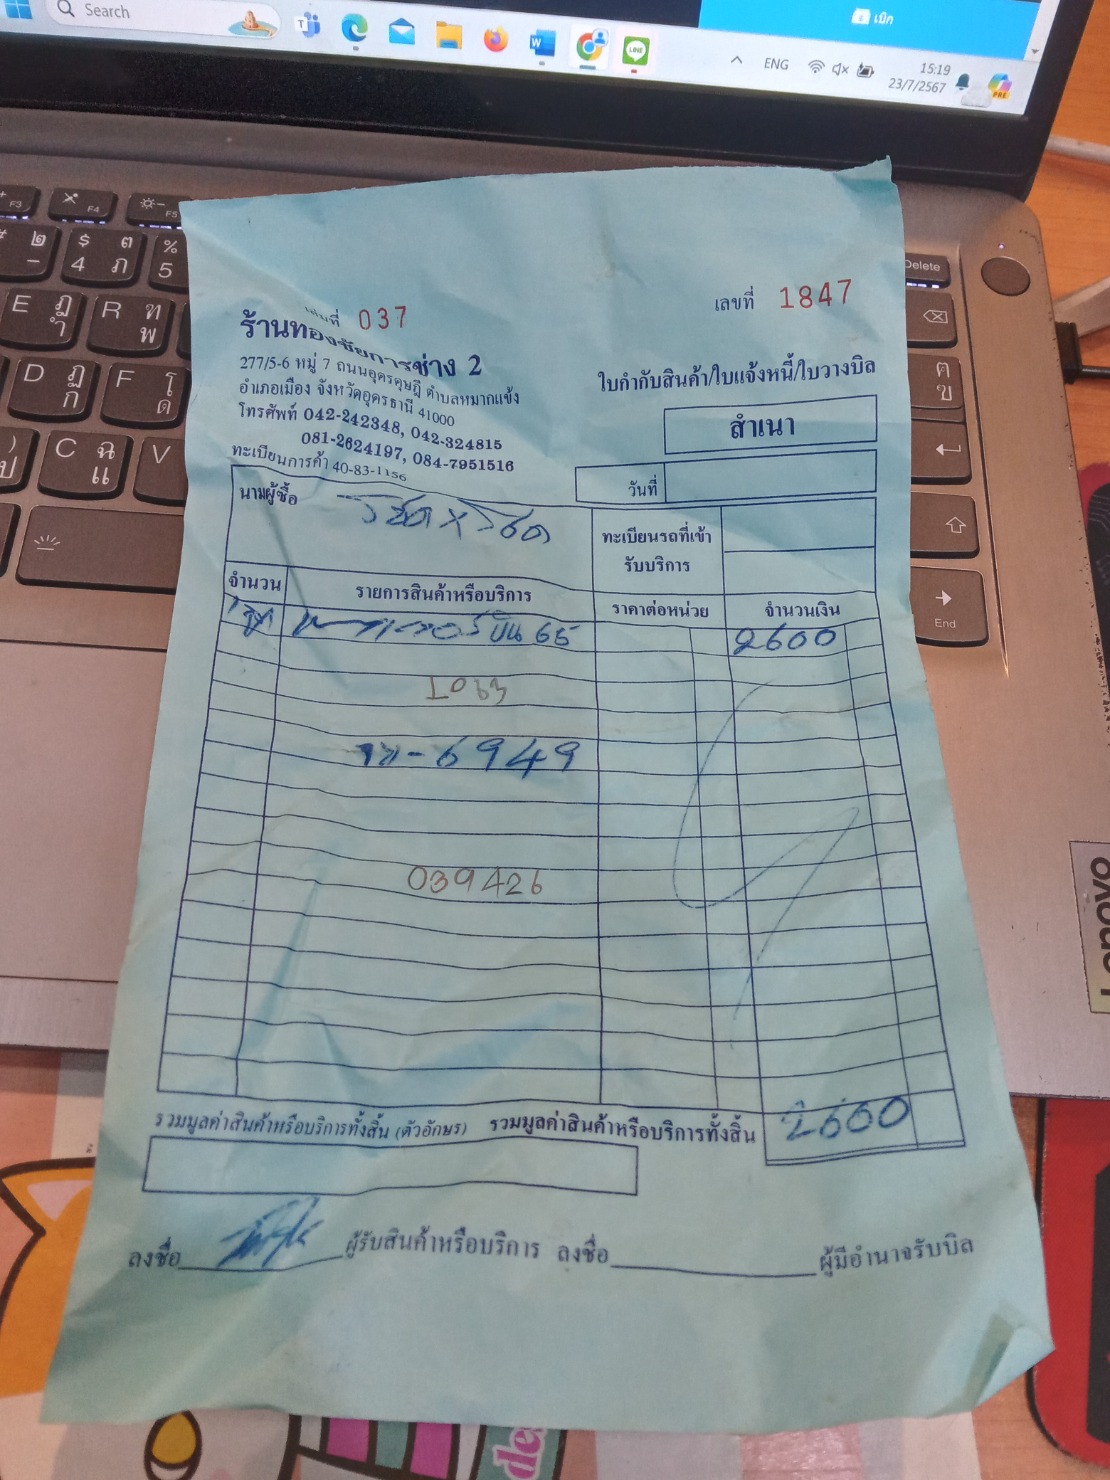 Search
เบิก
ENG
15:19
23/7/2567
F3
F4
F5
Delete
End
Lenovo
เล่มที่ 037
เลขที่ 1847
ร้านทองชัยการช่าง 2
277/5-6 หมู่ 7 ถนนอุดรดุษฎี ตำบลหมากแข้ง
อำเภอเมือง จังหวัดอุดรธานี 41000
โทรศัพท์ 042-242348, 042-324815
081-2624197, 084-7951516
ทะเบียนการค้า 40-83-1156
ใบกำกับสินค้า/ใบแจ้งหนี้/ใบวางบิล
สำเนา
วันที่
นามผู้ซื้อ
ทะเบียนรถที่เข้า
รับบริการ
จำนวน รายการสินค้าหรือบริการ ราคาต่อหน่วย จำนวนเงิน
65 2600
-6949
039426
รวมมูลค่าสินค้าหรือบริการทั้งสิ้น (ตัวอักษร) รวมมูลค่าสินค้าหรือบริการทั้งสิ้น 2600
ลงชื่อ ผู้รับสินค้าหรือบริการ ลงชื่อ ผู้มีอำนาจรับบิล